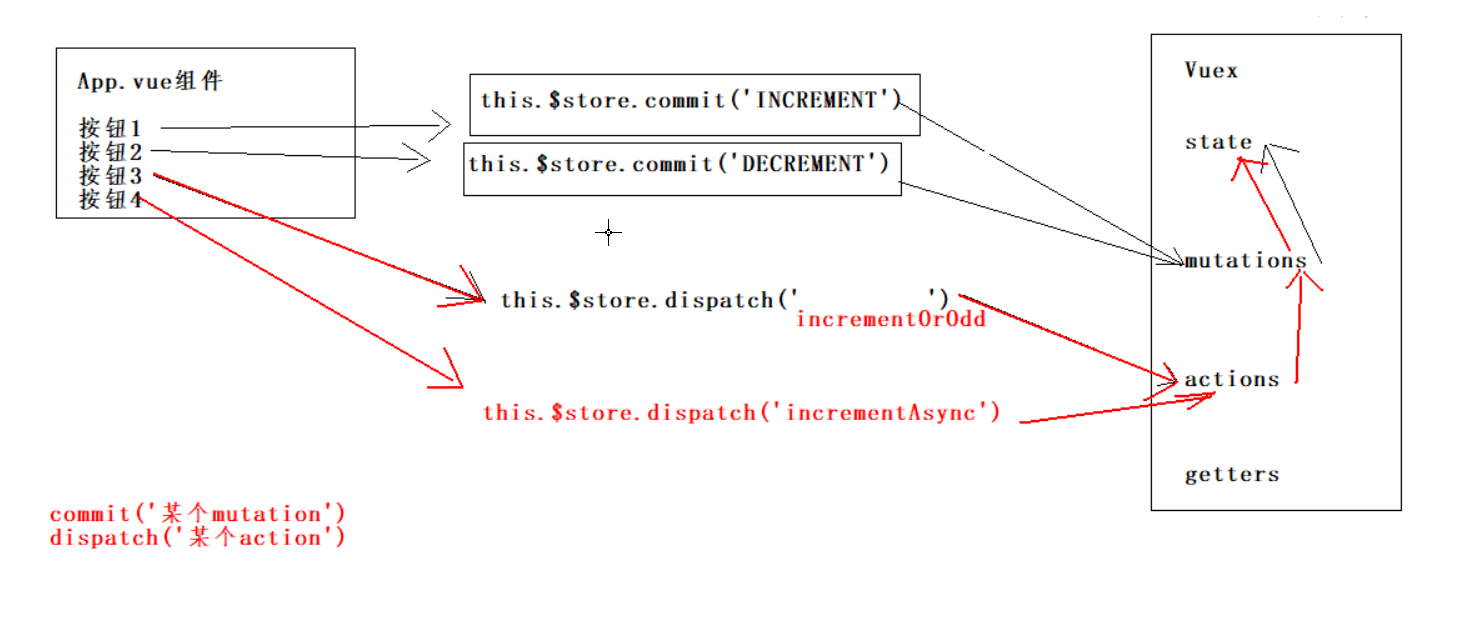 App.vue组件
按钮1
按钮2
按钮3
按钮4
this.$store.commit('INCREMENT')
this.$store.commit('DECREMENT')
this.$store.dispatch(' ')
incrementOrOdd
this.$store.dispatch('incrementAsync')
Vuex
state
mutations
actions
getters
commit('某个mutation')
dispatch('某个action')